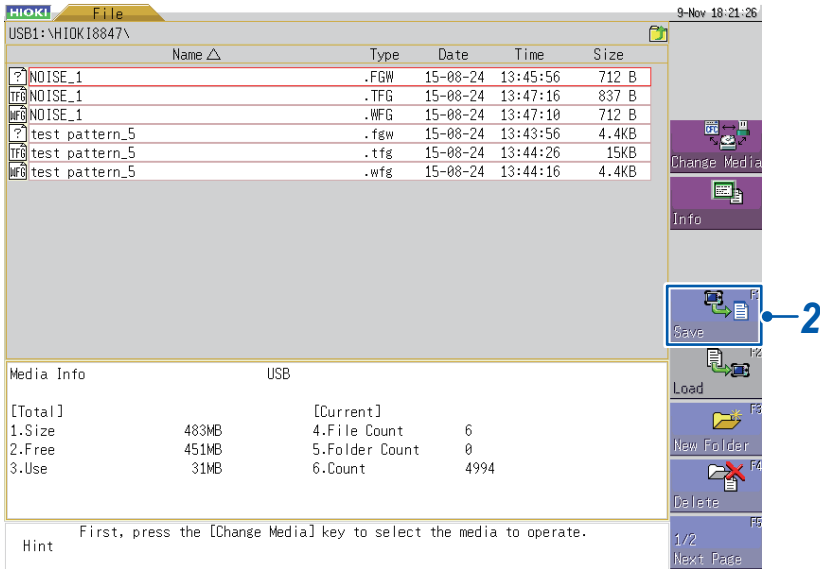 HIOKI File 9-Nov 18:21:26
USB1:\HIOKI8847\
Name △ Type Date Time Size
? NOISE_1 .FGW 15-08-24 13:45:56 712 B
TFG NOISE_1 .TFG 15-08-24 13:47:16 837 B
WFG NOISE_1 .WFG 15-08-24 13:47:10 712 B
? test pattern_5 .fgw 15-08-24 13:43:56 4.4KB
TFG test pattern_5 .tfg 15-08-24 13:44:26 15KB
WFG test pattern_5 .wfg 15-08-24 13:44:16 4.4KB
CFC
Change Media
Info
F1
Save
2
F2
Load
F3
New Folder
F4
Delete
F5
1/2
Next Page
Media Info USB
[Total] [Current]
1.Size 483MB 4.File Count 6
2.Free 451MB 5.Folder Count 0
3.Use 31MB 6.Count 4994
First, press the [Change Media] key to select the media to operate.
Hint